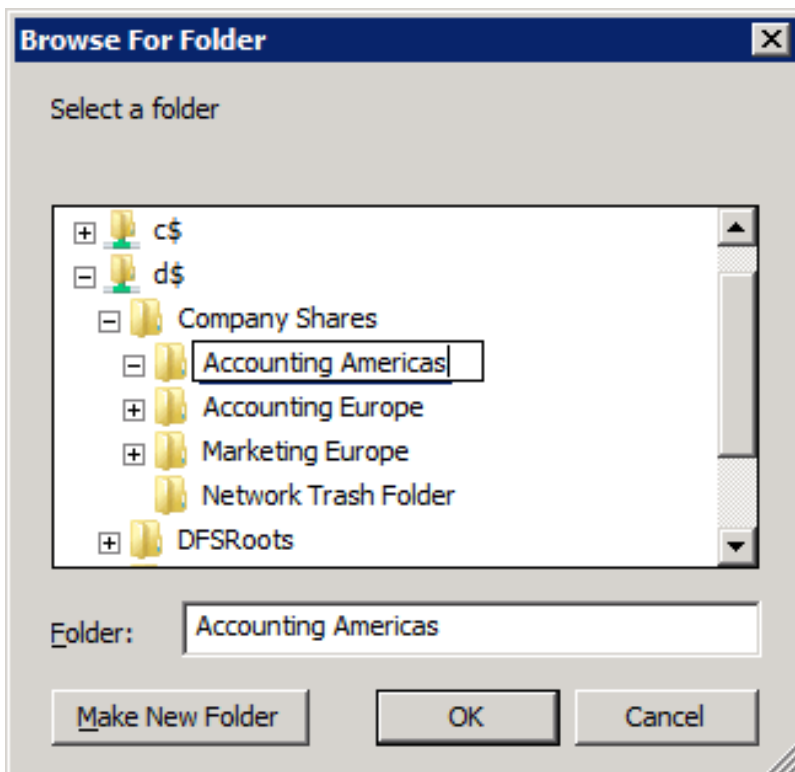 Browse For Folder
Select a folder
c$
d$
Company Shares
Accounting Americas
Accounting Europe
Marketing Europe
Network Trash Folder
DFSRoots
Folder: Accounting Americas
Make New Folder OK Cancel